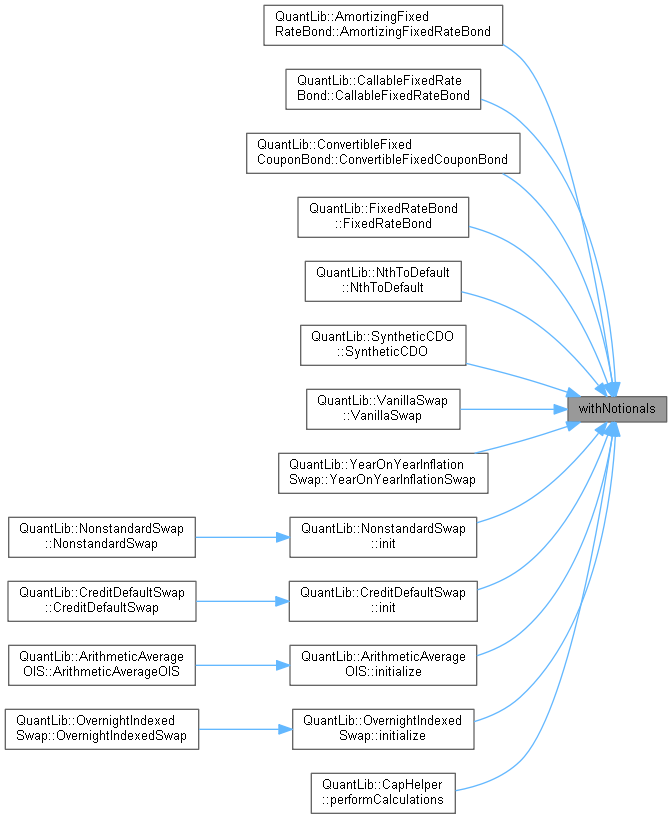 QuantLib::AmortizingFixed
RateBond::AmortizingFixedRateBond
QuantLib::CallableFixedRate
Bond::CallableFixedRateBond
QuantLib::ConvertibleFixed
CouponBond::ConvertibleFixedCouponBond
QuantLib::FixedRateBond
::FixedRateBond
QuantLib::NthToDefault
::NthToDefault
QuantLib::SyntheticCDO
::SyntheticCDO
QuantLib::VanillaSwap
::VanillaSwap
withNotionals
QuantLib::YearOnYearInflation
Swap::YearOnYearInflationSwap
QuantLib::NonstandardSwap
::NonstandardSwap
QuantLib::NonstandardSwap
::init
QuantLib::CreditDefaultSwap
::CreditDefaultSwap
QuantLib::CreditDefaultSwap
::init
QuantLib::ArithmeticAverage
OIS::ArithmeticAverageOIS
QuantLib::ArithmeticAverage
OIS::initialize
QuantLib::OvernightIndexed
Swap::OvernightIndexedSwap
QuantLib::OvernightIndexed
Swap::initialize
QuantLib::CapHelper
::performCalculations